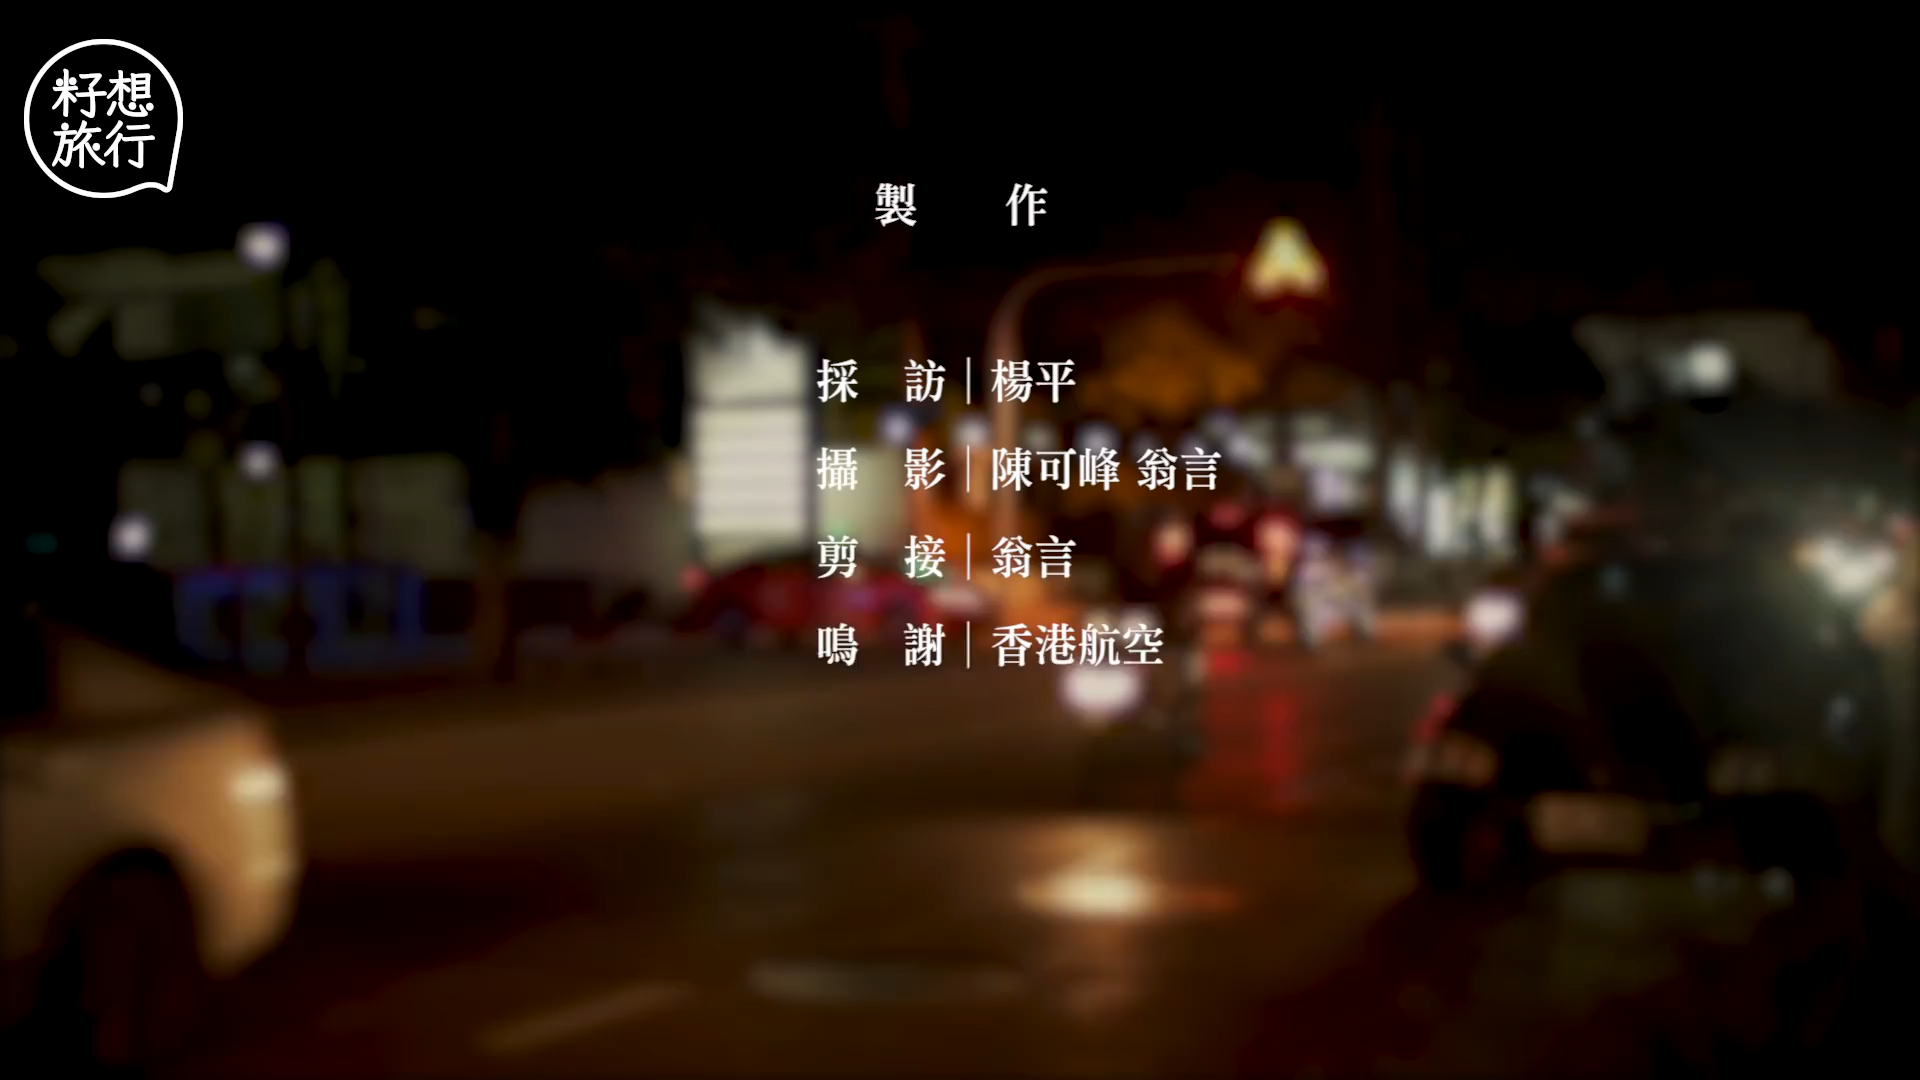 籽想
旅行
製 作
採 訪｜楊平
攝 影｜陳可峰 翁言
剪 接｜翁言
鳴 謝｜香港航空